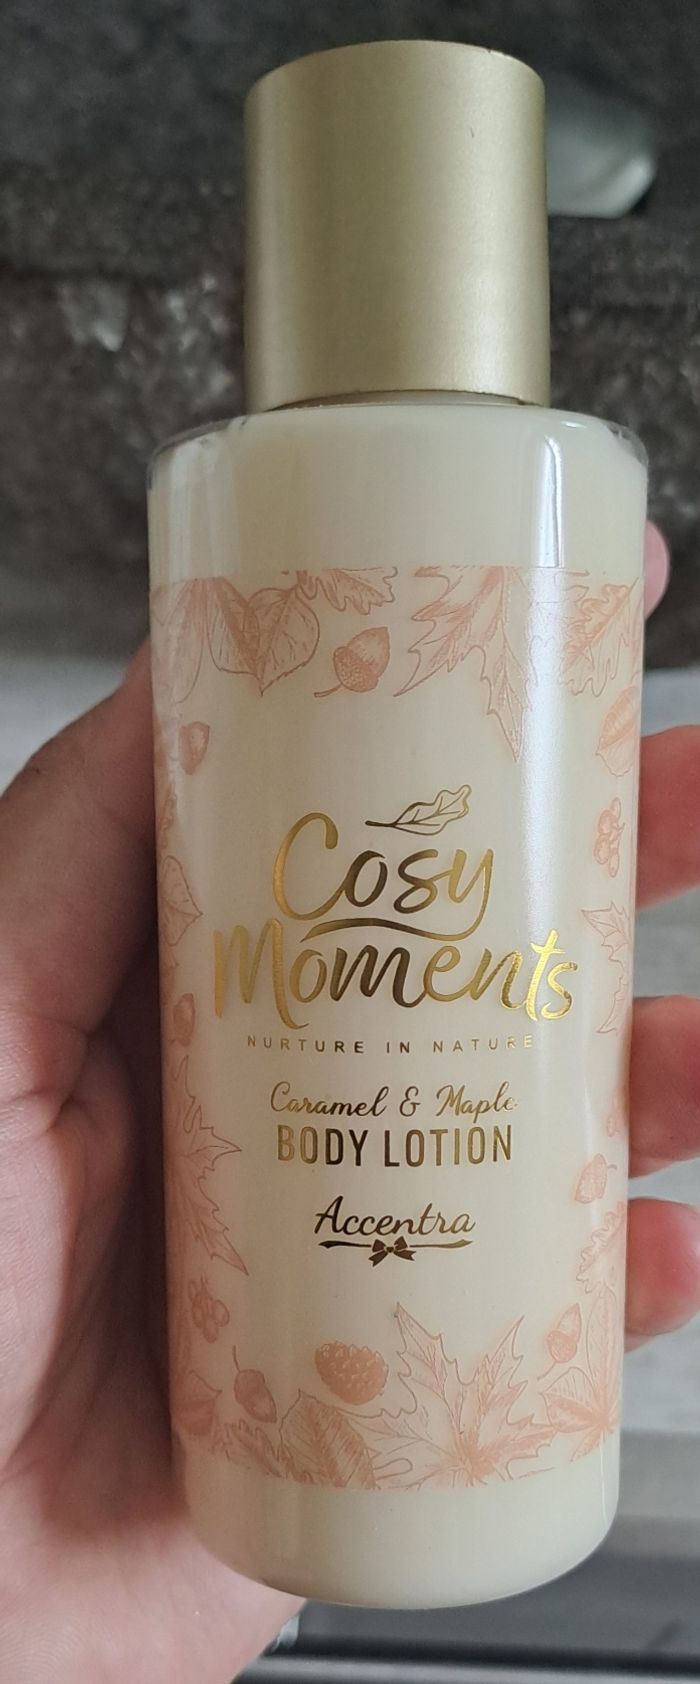 Cosy
Moments
NURTURE IN NATURE
Caramel & Maple
BODY LOTION
Accentra